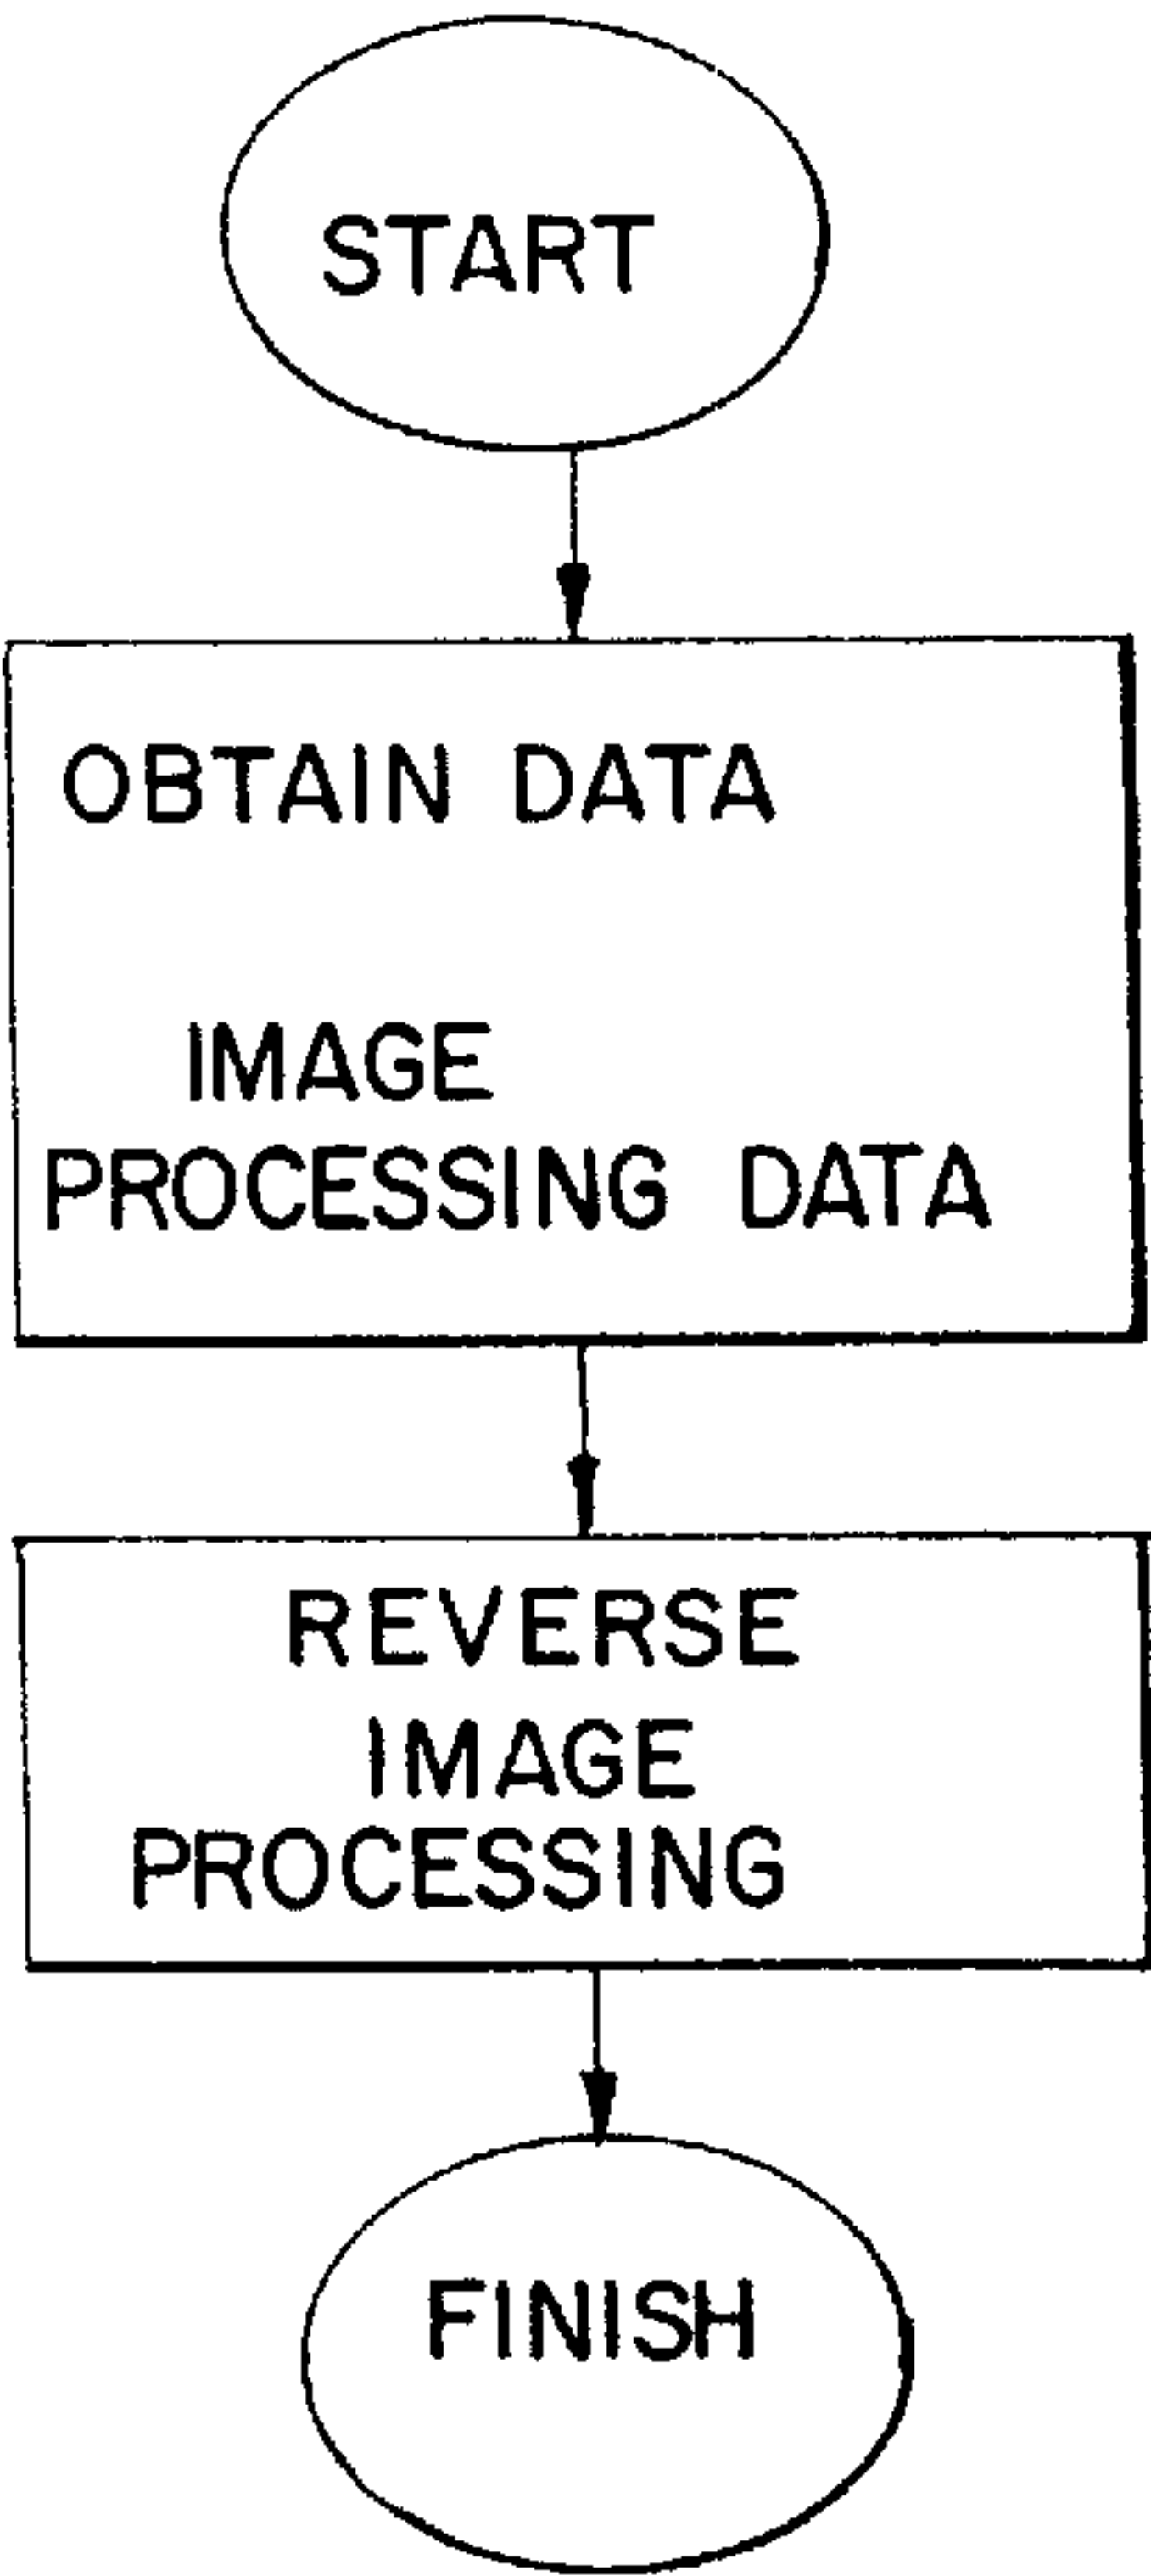 START
OBTAIN DATA
IMAGE
PROCESSING DATA
REVERSE
IMAGE
PROCESSING
FINISH